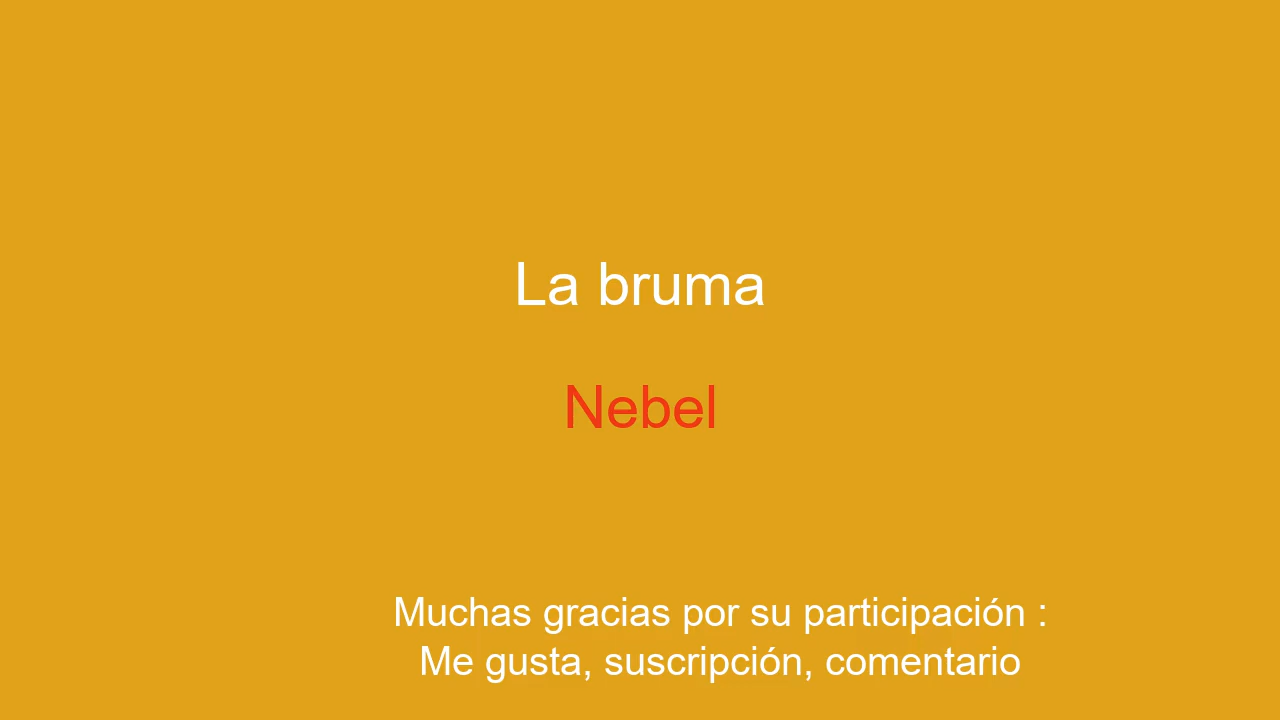 La bruma
Nebel
Muchas gracias por su participación :
Me gusta, suscripción, comentario